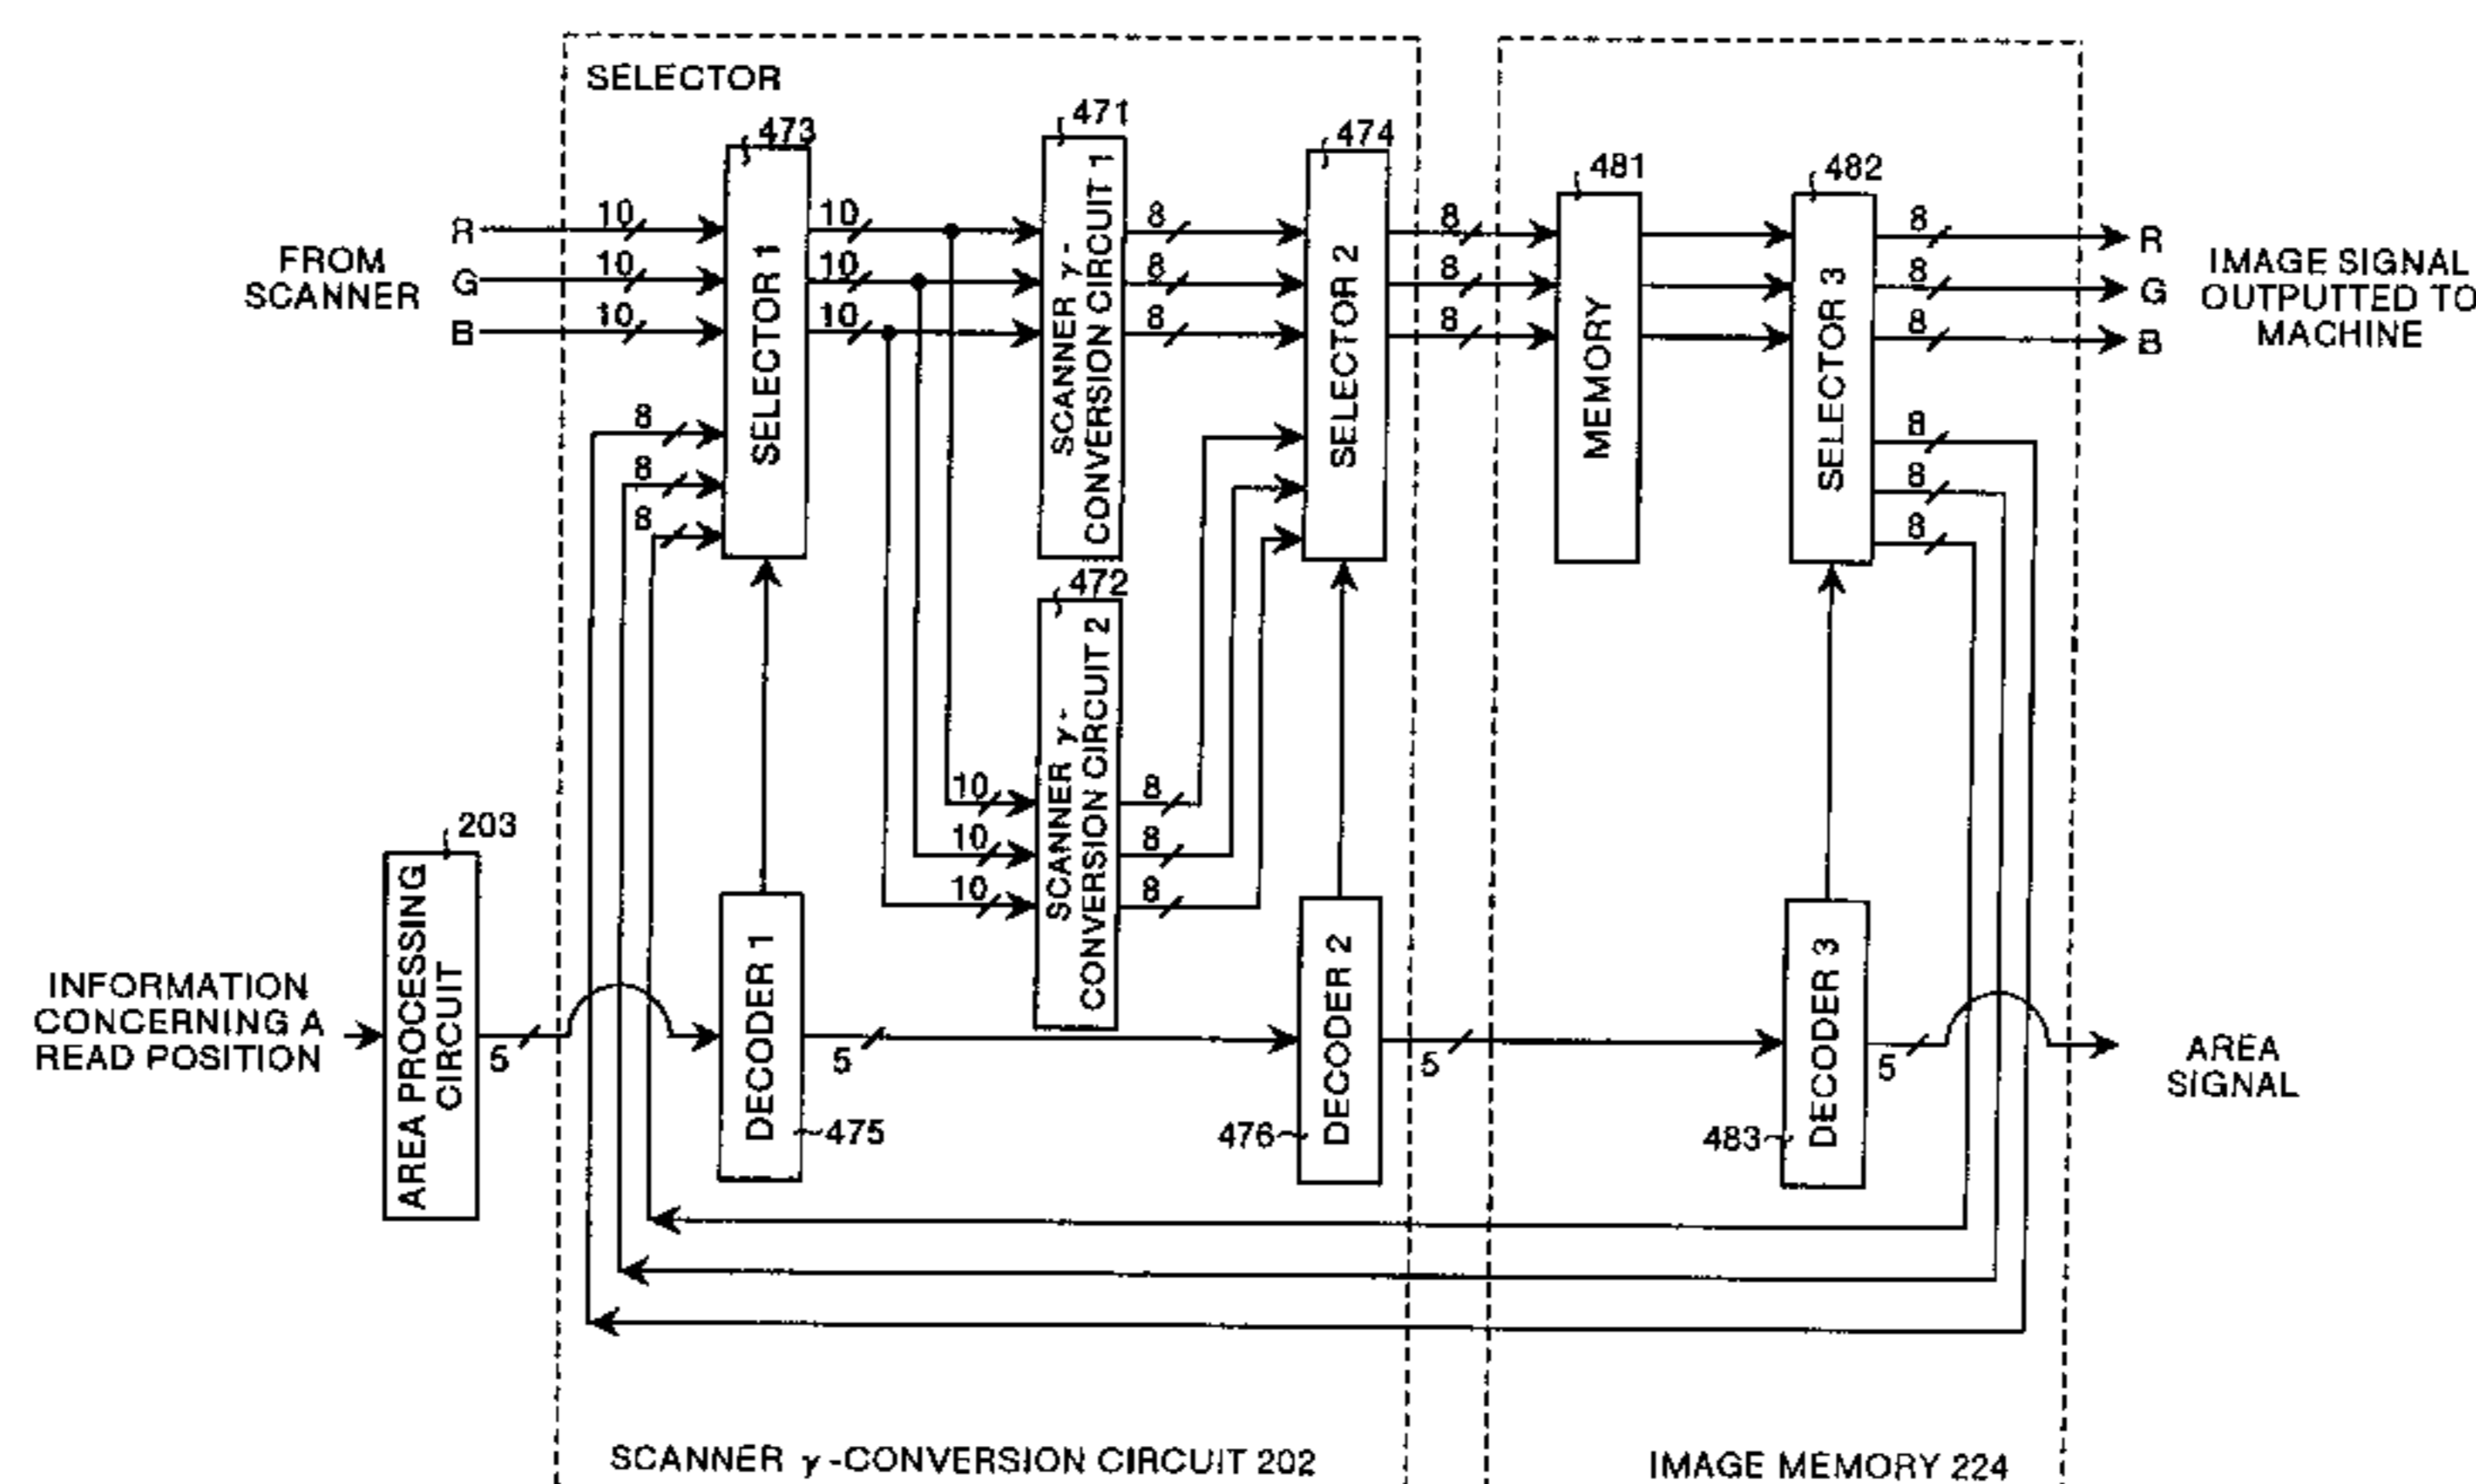 SELECTOR
473
471
474
481
482
FROM
SCANNER
R
G
B
10
10
10
10
10
10
8
8
8
8
8
8
8
8
8
R
G
B
IMAGE SIGNAL
OUTPUTTED TO
MACHINE
8
8
8
8
8
8
SELECTOR 1
SCANNER γ-
CONVERSION CIRCUIT 1
SELECTOR 2
MEMORY
SELECTOR 3
472
SCANNER γ-
CONVERSION CIRCUIT 2
10
10
10
8
8
8
203
AREA PROCESSING
CIRCUIT
INFORMATION
CONCERNING A
READ POSITION
5
DECODER 1
475
5
DECODER 2
476
5
DECODER 3
483
5
AREA
SIGNAL
SCANNER γ-CONVERSION CIRCUIT 202
IMAGE MEMORY 224